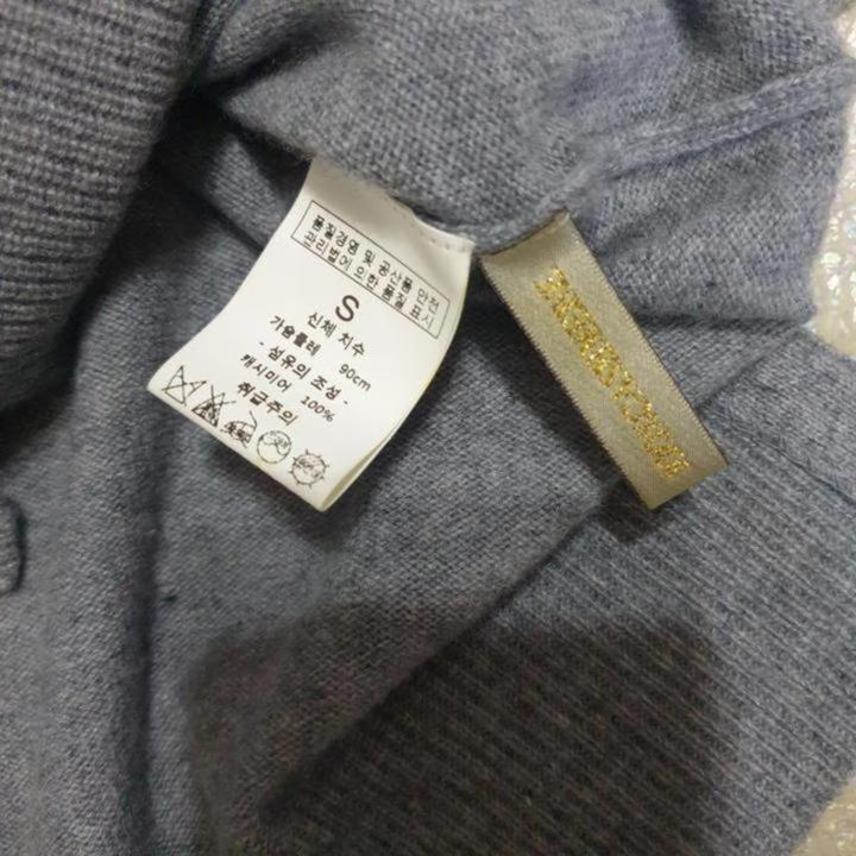 품질경영 및 공산품 안전
관리법에 의한 품질표시
S
신체 치수
가슴둘레 90cm
- 섬유의 조성 -
캐시미어 100%
취급주의